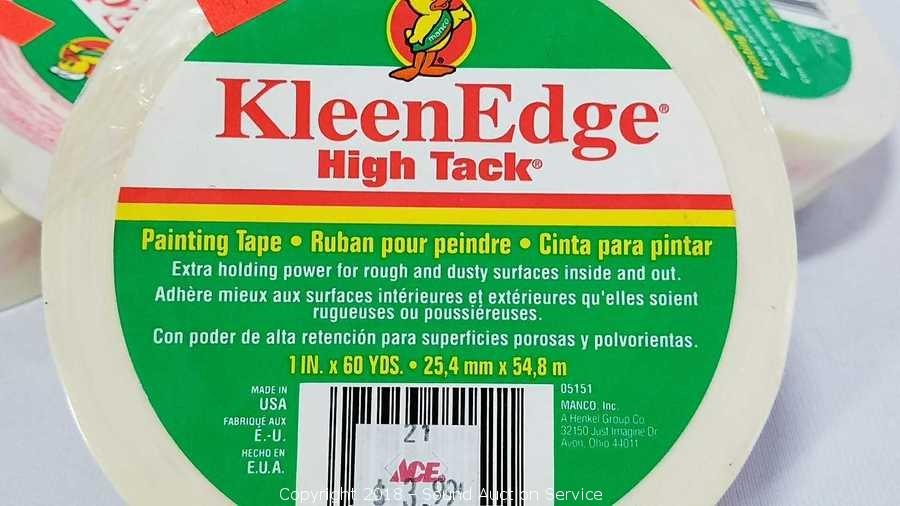 manco
KleenEdge®
High Tack®
Painting Tape • Ruban pour peindre • Cinta para pintar
Extra holding power for rough and dusty surfaces inside and out.
Adhère mieux aux surfaces intérieures et extérieures qu'elles soient
rugueuses ou poussiéreuses.
Con poder de alta retención para superficies porosas y polvorientas.
1 IN. x 60 YDS. • 25,4 mm x 54,8 m
MADE IN
USA
FABRIQUÉ AUX
É.-U.
HECHO EN
E.U.A.
05151
MANCO, Inc.
A Henkel Group Co.
32150 Just Imagine Dr.
Avon, Ohio 44011
21
ACE
$ 3.99
Copyright 2018 - Sound Auction Service